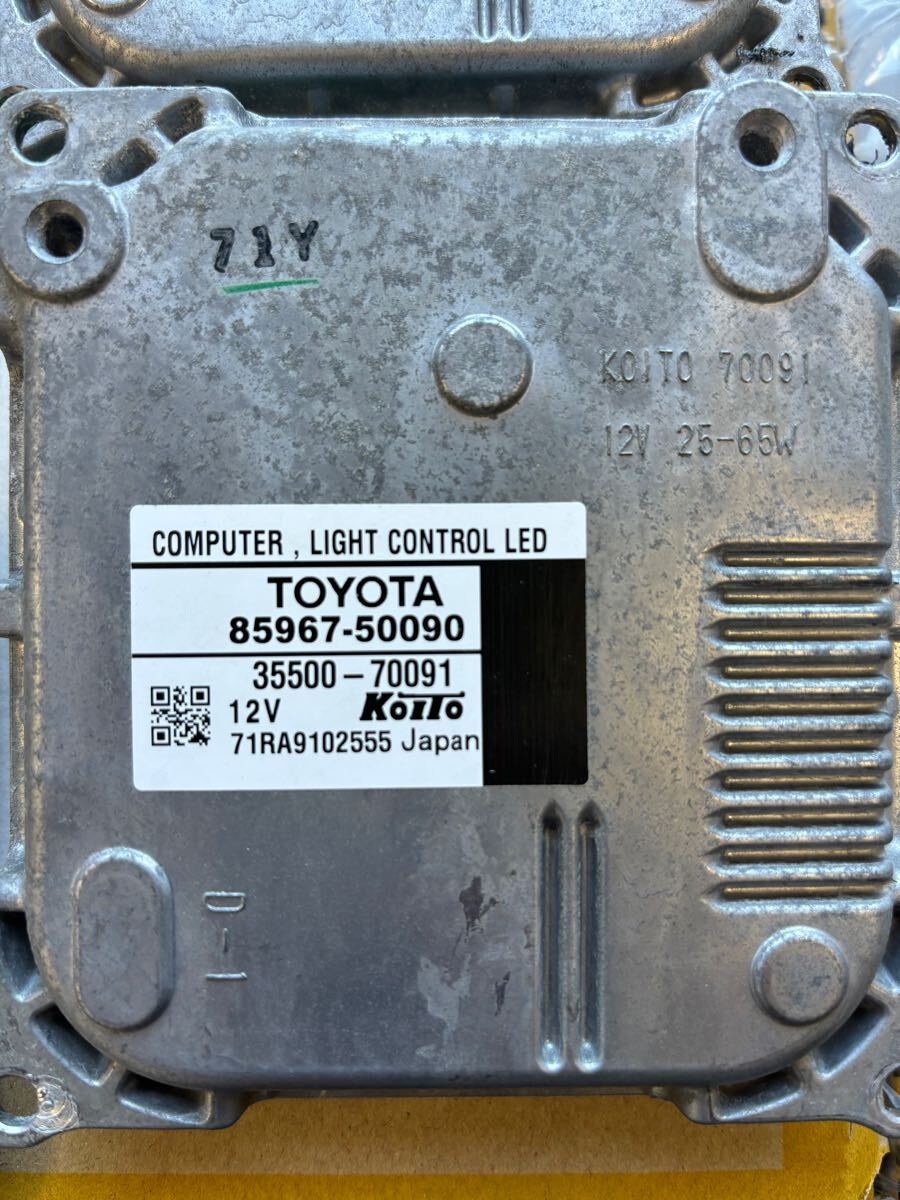 71Y
KOITO 70091
12V 25-65W
COMPUTER , LIGHT CONTROL LED
TOYOTA
85967-50090
35500-70091
12V KOITO
71RA9102555 Japan
D-1